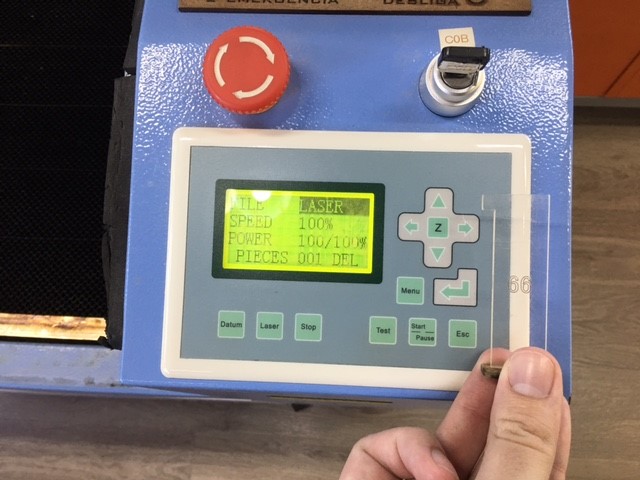 EMERGENCIA DESLIGA
C0B
FILE LASER
SPEED 100%
POWER 100/100%
PIECES 001 DEL
Z
Menu
Datum Laser Stop Test Start Pause Esc
66